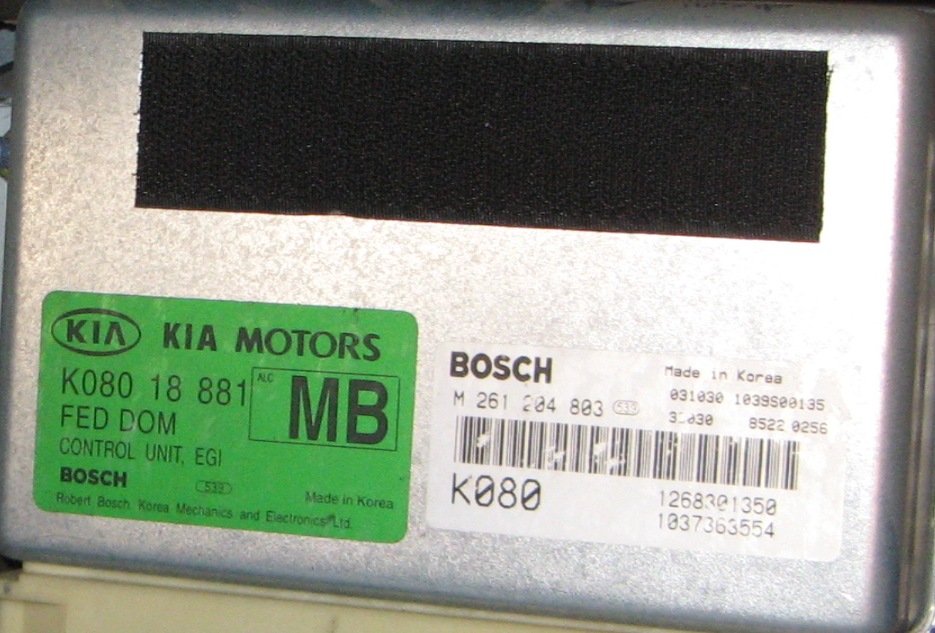 KIA KIA MOTORS
K080 18 881 ALC MB
FED DOM
CONTROL UNIT, EGI
BOSCH 533
Made in Korea
Robert Bosch Korea Mechanics and Electronics Ltd.
BOSCH Made in Korea
M 261 204 803 533 031030 1039S00135
8522 0256
K080 1268301350
1037363554